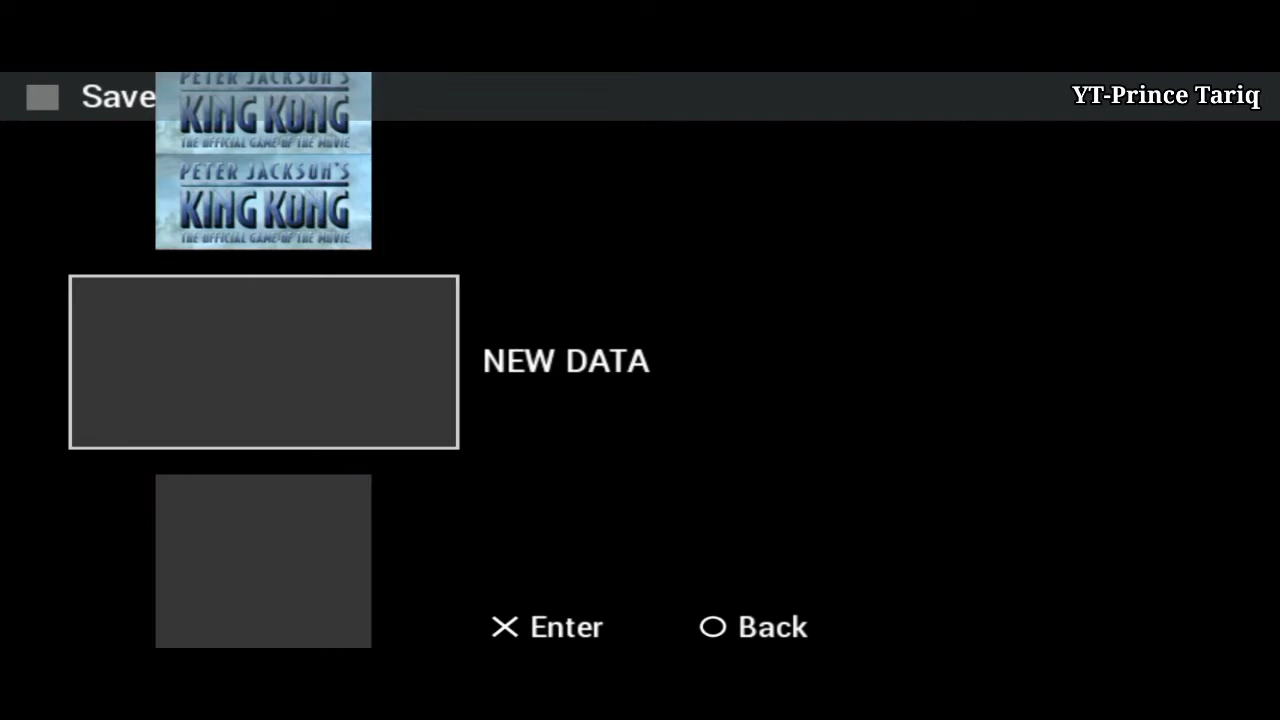 Save
YT-Prince Tariq
PETER JACKSON'S
KING KONG
THE OFFICIAL GAME OF THE MOVIE
PETER JACKSON'S
KING KONG
THE OFFICIAL GAME OF THE MOVIE
NEW DATA
Enter
Back